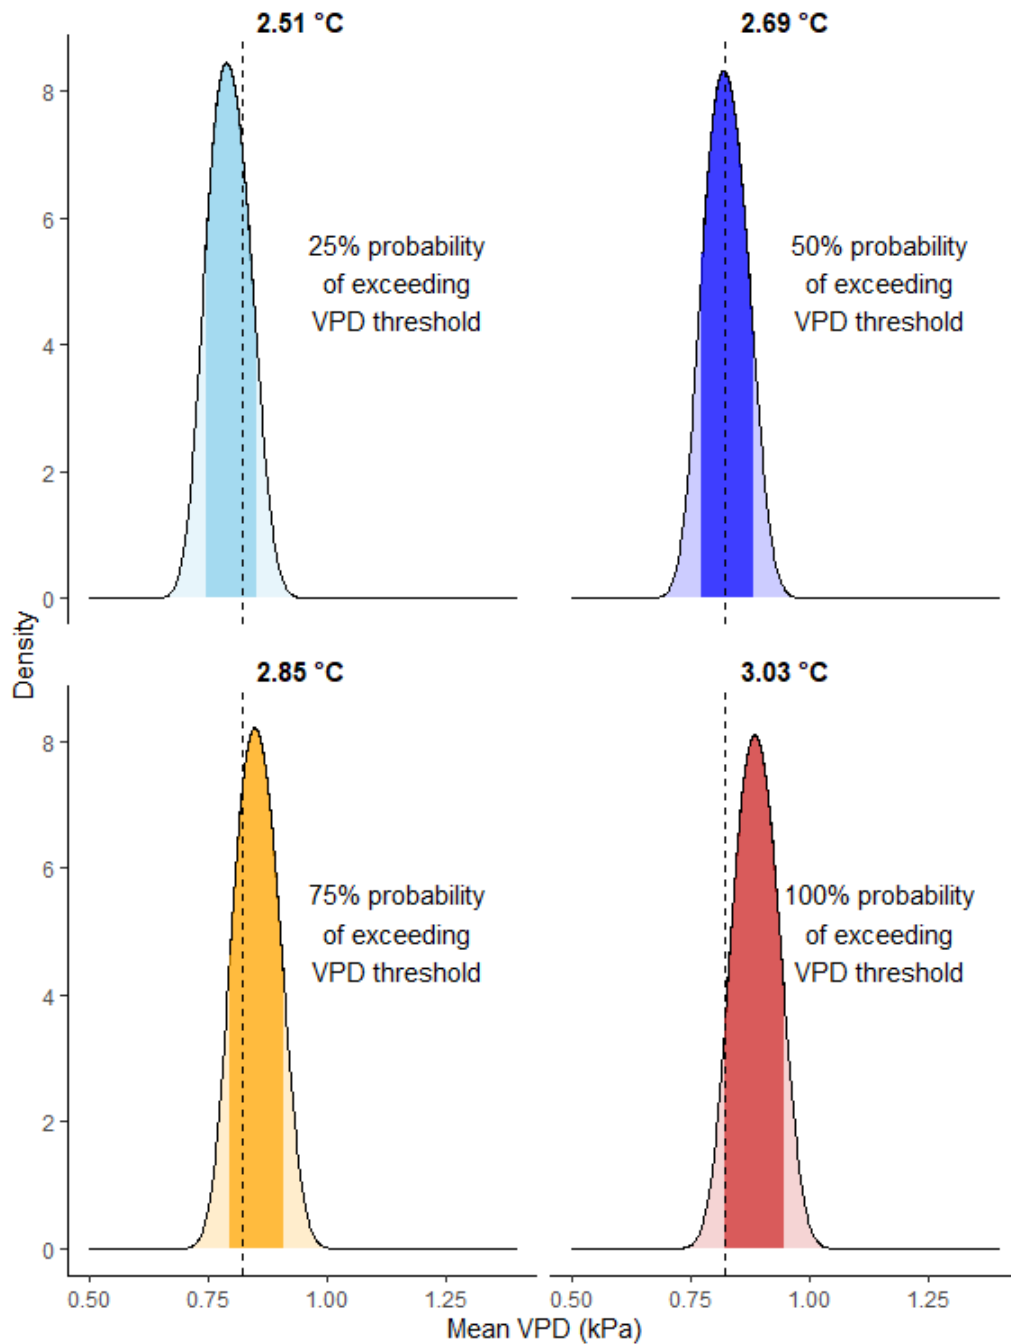 2.51 °C
2.69 °C
8
6
4
2
0
25% probability
of exceeding
VPD threshold
50% probability
of exceeding
VPD threshold
Density
2.85 °C
3.03 °C
8
6
4
2
0
75% probability
of exceeding
VPD threshold
100% probability
of exceeding
VPD threshold
0.50 0.75 1.00 1.25
0.50 0.75 1.00 1.25
Mean VPD (kPa)